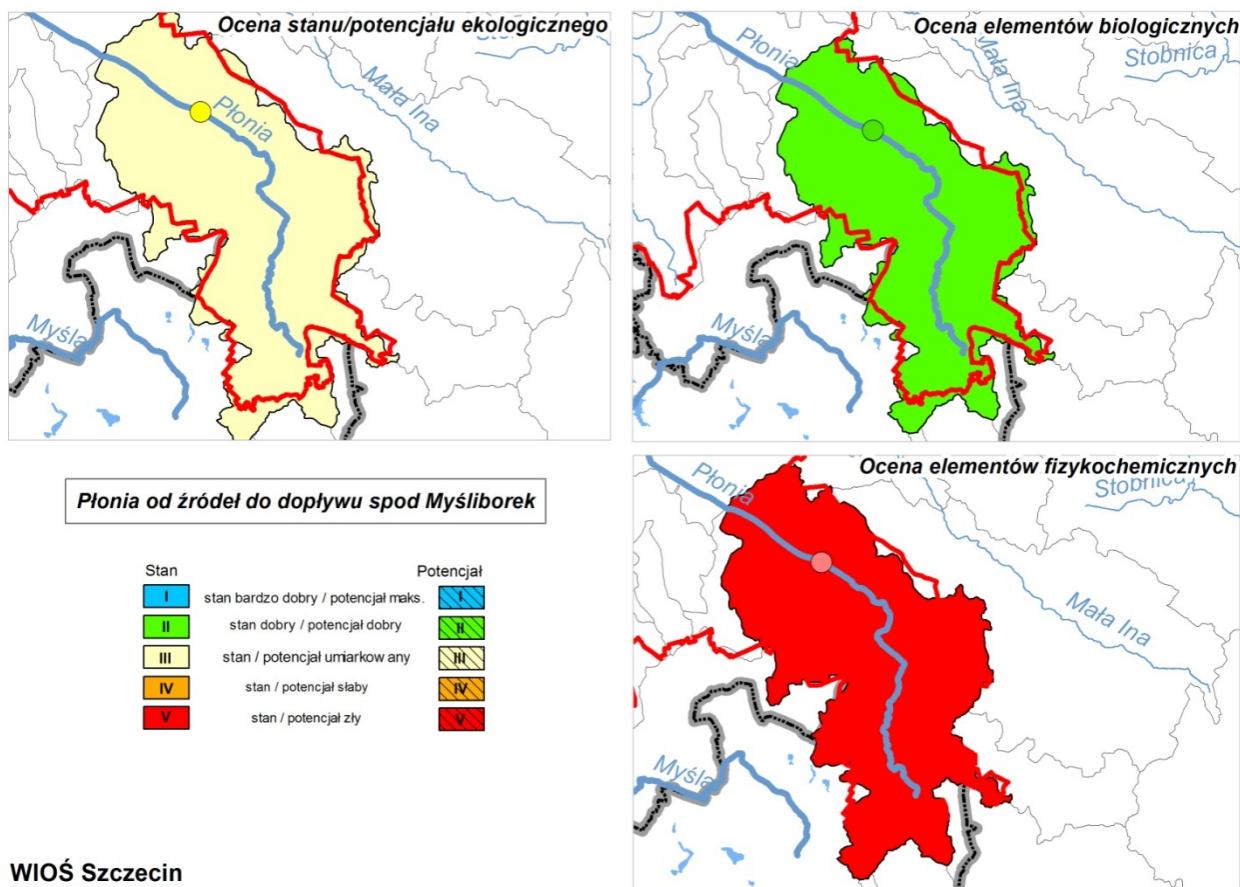 Ocena stanu/potencjału ekologicznego
Płonia
Mała Ina
Myśla
Ocena elementów biologicznych
Płonia
Mała Ina
Stobnica
Myśla
Płonia od źródeł do dopływu spod Myśliborek
Stan
Potencjał
I stan bardzo dobry / potencjał maks. I
II stan dobry / potencjał dobry II
III stan / potencjał umiarkow any III
IV stan / potencjał słaby IV
V stan / potencjał zły V
Ocena elementów fizykochemicznych
Płonia
Stobnica
Mała Ina
Myśla
WIOŚ Szczecin